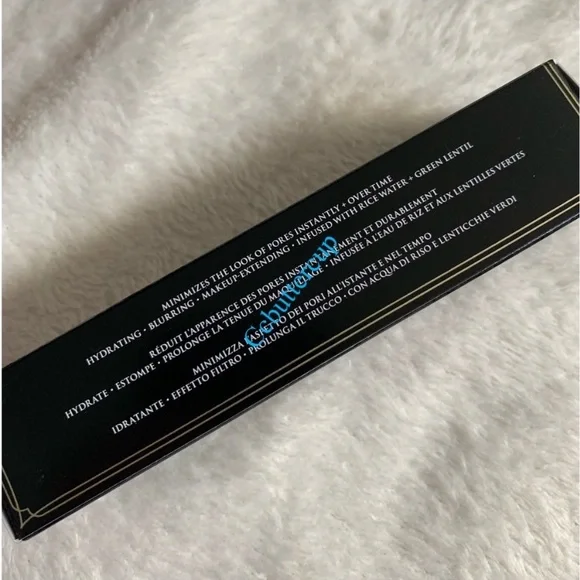 MINIMIZES THE LOOK OF PORES INSTANTLY + OVER TIME
HYDRATING • BLURRING • MAKEUP-EXTENDING • INFUSED WITH RICE WATER + GREEN LENTIL
RÉDUIT L'APPARENCE DES PORES INSTANTANÉMENT ET DURABLEMENT
HYDRATE • ESTOMPE • PROLONGE LA TENUE DU MAQUILLAGE • INFUSÉE À L'EAU DE RIZ ET AUX LENTILLES VERTES
MINIMIZZA L'ASPETTO DEI PORI ALL'ISTANTE E NEL TEMPO
IDRATANTE • EFFETTO FILTRO • PROLUNGA IL TRUCCO • CON ACQUA DI RISO E LENTICCHIE VERDI